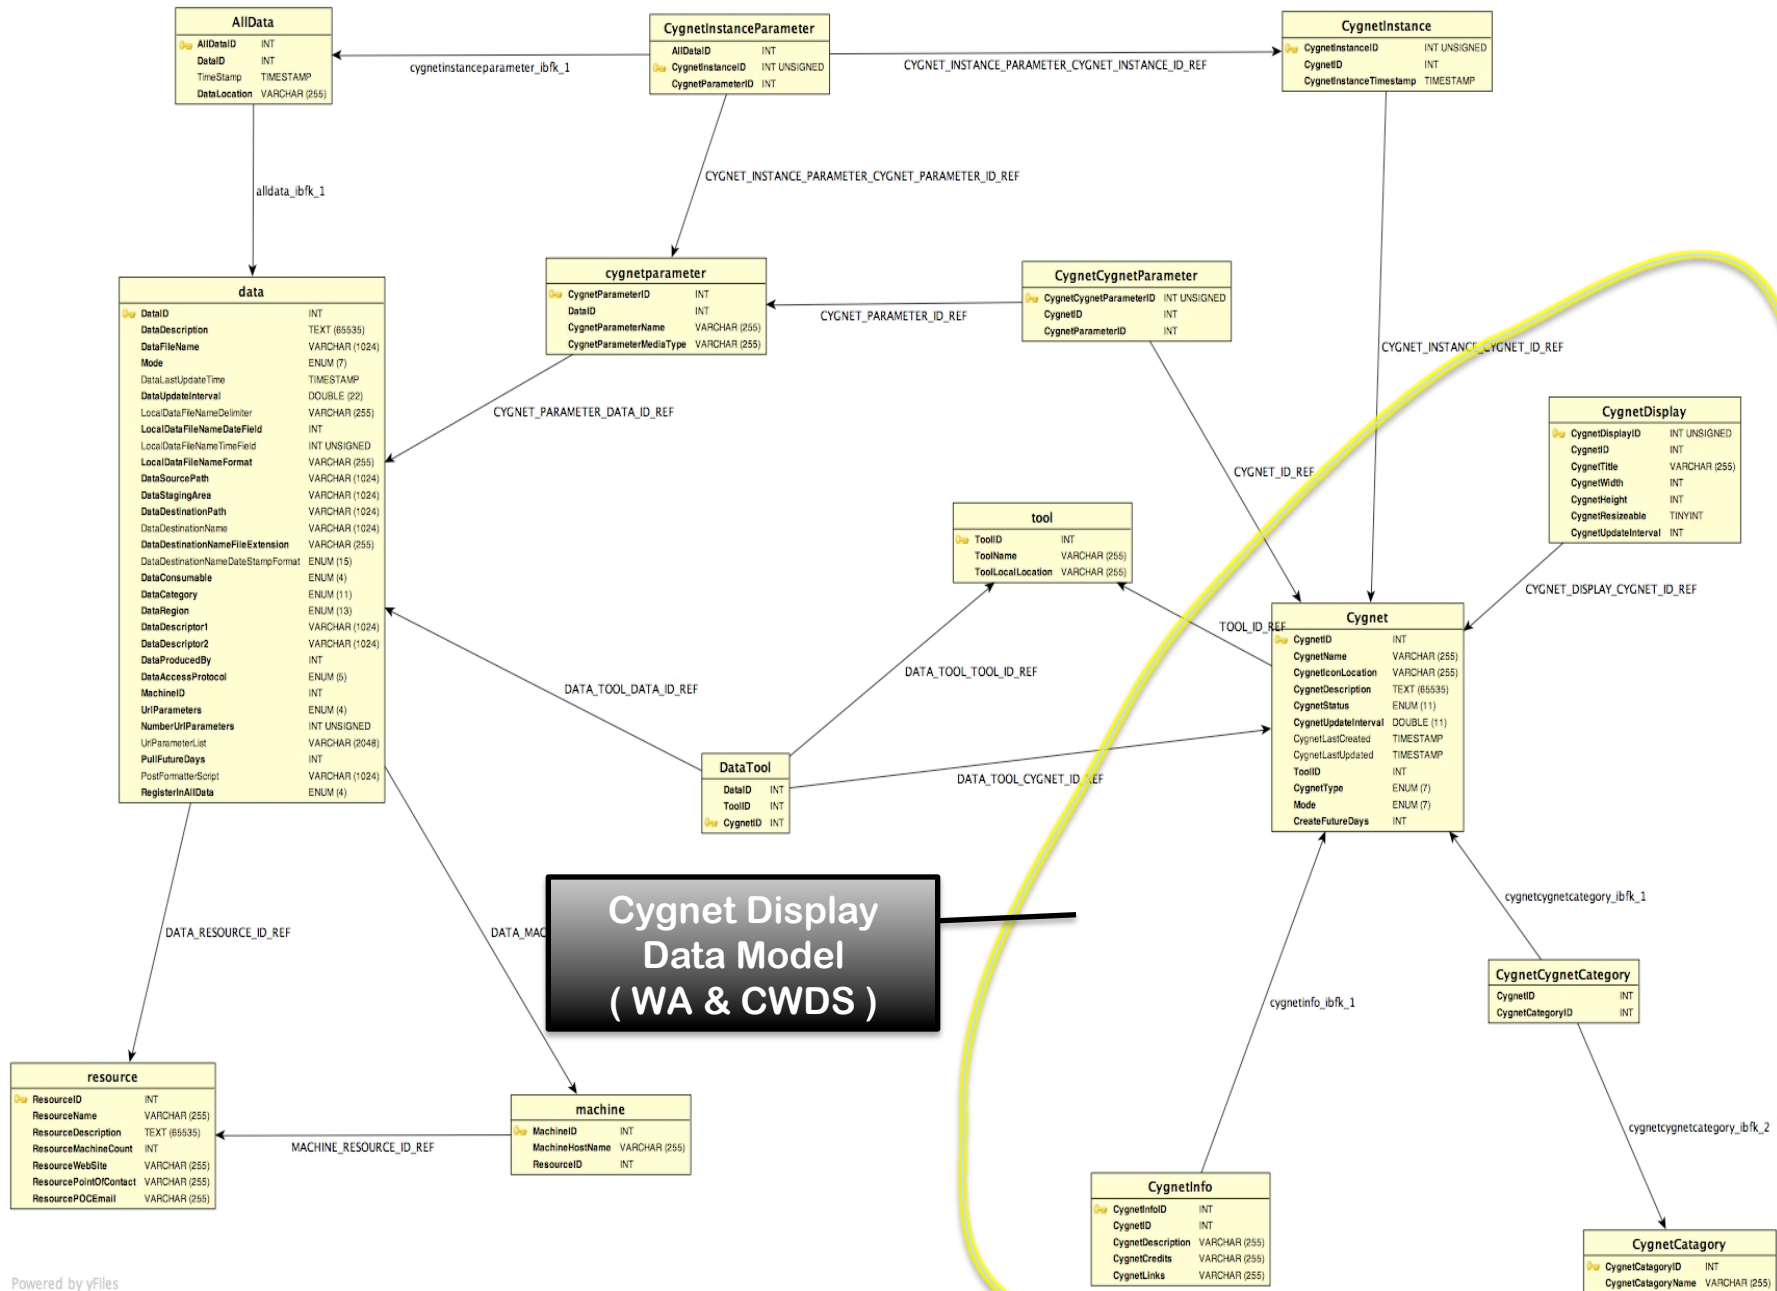 AllData
AllDataID INT
DataID INT
TimeStamp TIMESTAMP
DataLocation VARCHAR (255)
CygnetInstanceParameter
AllDataID INT
CygnetInstanceID INT UNSIGNED
CygnetParameterID INT
CygnetInstance
CygnetInstanceID INT UNSIGNED
CygnetID INT
CygnetInstanceTimestamp TIMESTAMP
cygnetinstanceparameter_ibfk_1
CYGNET_INSTANCE_PARAMETER_CYGNET_INSTANCE_ID_REF
CYGNET_INSTANCE_PARAMETER_CYGNET_PARAMETER_ID_REF
alldata_ibfk_1
data
DataID INT
DataDescription TEXT (65535)
DataFileName VARCHAR (1024)
Mode ENUM (7)
DataLastUpdateTime TIMESTAMP
DataUpdateInterval DOUBLE (22)
LocalDataFileNameDelimiter VARCHAR (255)
LocalDataFileNameDateField INT
LocalDataFileNameTimeField INT UNSIGNED
LocalDataFileNameFormat VARCHAR (255)
DataSourcePath VARCHAR (1024)
DataStagingArea VARCHAR (1024)
DataDestinationPath VARCHAR (1024)
DataDestinationName VARCHAR (1024)
DataDestinationNameFileExtension VARCHAR (255)
DataDestinationNameDateStampFormat ENUM (15)
DataConsumable ENUM (4)
DataCategory ENUM (11)
DataRegion ENUM (13)
DataDescriptor1 VARCHAR (1024)
DataDescriptor2 VARCHAR (1024)
DataProducedBy INT
DataAccessProtocol ENUM (5)
MachineID INT
UrlParameters ENUM (4)
NumberUrlParameters INT UNSIGNED
UrlParameterList VARCHAR (2048)
PullFutureDays INT
PostFormatterScript VARCHAR (1024)
RegisterInAllData ENUM (4)
cygnetparameter
CygnetParameterID INT
DataID INT
CygnetParameterName VARCHAR (255)
CygnetParameterMediaType VARCHAR (255)
CygnetCygnetParameter
CygnetCygnetParameterID INT UNSIGNED
CygnetID INT
CygnetParameterID INT
CYGNET_PARAMETER_ID_REF
CYGNET_INSTANCE_CYGNET_ID_REF
CYGNET_PARAMETER_DATA_ID_REF
CYGNET_ID_REF
CygnetDisplay
CygnetDisplayID INT UNSIGNED
CygnetID INT
CygnetTitle VARCHAR (255)
CygnetWidth INT
CygnetHeight INT
CygnetResizeable TINYINT
CygnetUpdateInterval INT
CYGNET_DISPLAY_CYGNET_ID_REF
tool
ToolID INT
ToolName VARCHAR (255)
ToolLocalLocation VARCHAR (255)
TOOL_ID_REF
Cygnet
CygnetID INT
CygnetName VARCHAR (255)
CygnetIconLocation VARCHAR (255)
CygnetDescription TEXT (65535)
CygnetStatus ENUM (11)
CygnetUpdateInterval DOUBLE (11)
CygnetLastCreated TIMESTAMP
CygnetLastUpdated TIMESTAMP
ToolID INT
CygnetType ENUM (7)
Mode ENUM (7)
CreateFutureDays INT
DATA_TOOL_DATA_ID_REF
DATA_TOOL_TOOL_ID_REF
DATA_TOOL_CYGNET_ID_REF
DataTool
DataID INT
ToolID INT
CygnetID INT
Cygnet Display
Data Model
( WA & CWDS )
DATA_RESOURCE_ID_REF
DATA_MAC
cygnetcygnetcategory_ibfk_1
CygnetCygnetCategory
CygnetID INT
CygnetCategoryID INT
cygnetinfo_ibfk_1
cygnetcygnetcategory_ibfk_2
resource
ResourceID INT
ResourceName VARCHAR (255)
ResourceDescription TEXT (65535)
ResourceMachineCount INT
ResourceWebSite VARCHAR (255)
ResourcePointOfContact VARCHAR (255)
ResourcePOCEmail VARCHAR (255)
MACHINE_RESOURCE_ID_REF
machine
MachineID INT
MachineHostName VARCHAR (255)
ResourceID INT
CygnetInfo
CygnetInfoID INT
CygnetID INT
CygnetDescription VARCHAR (255)
CygnetCredits VARCHAR (255)
CygnetLinks VARCHAR (255)
CygnetCatagory
CygnetCatagoryID INT
CygnetCatagoryName VARCHAR (255)
Powered by yFiles